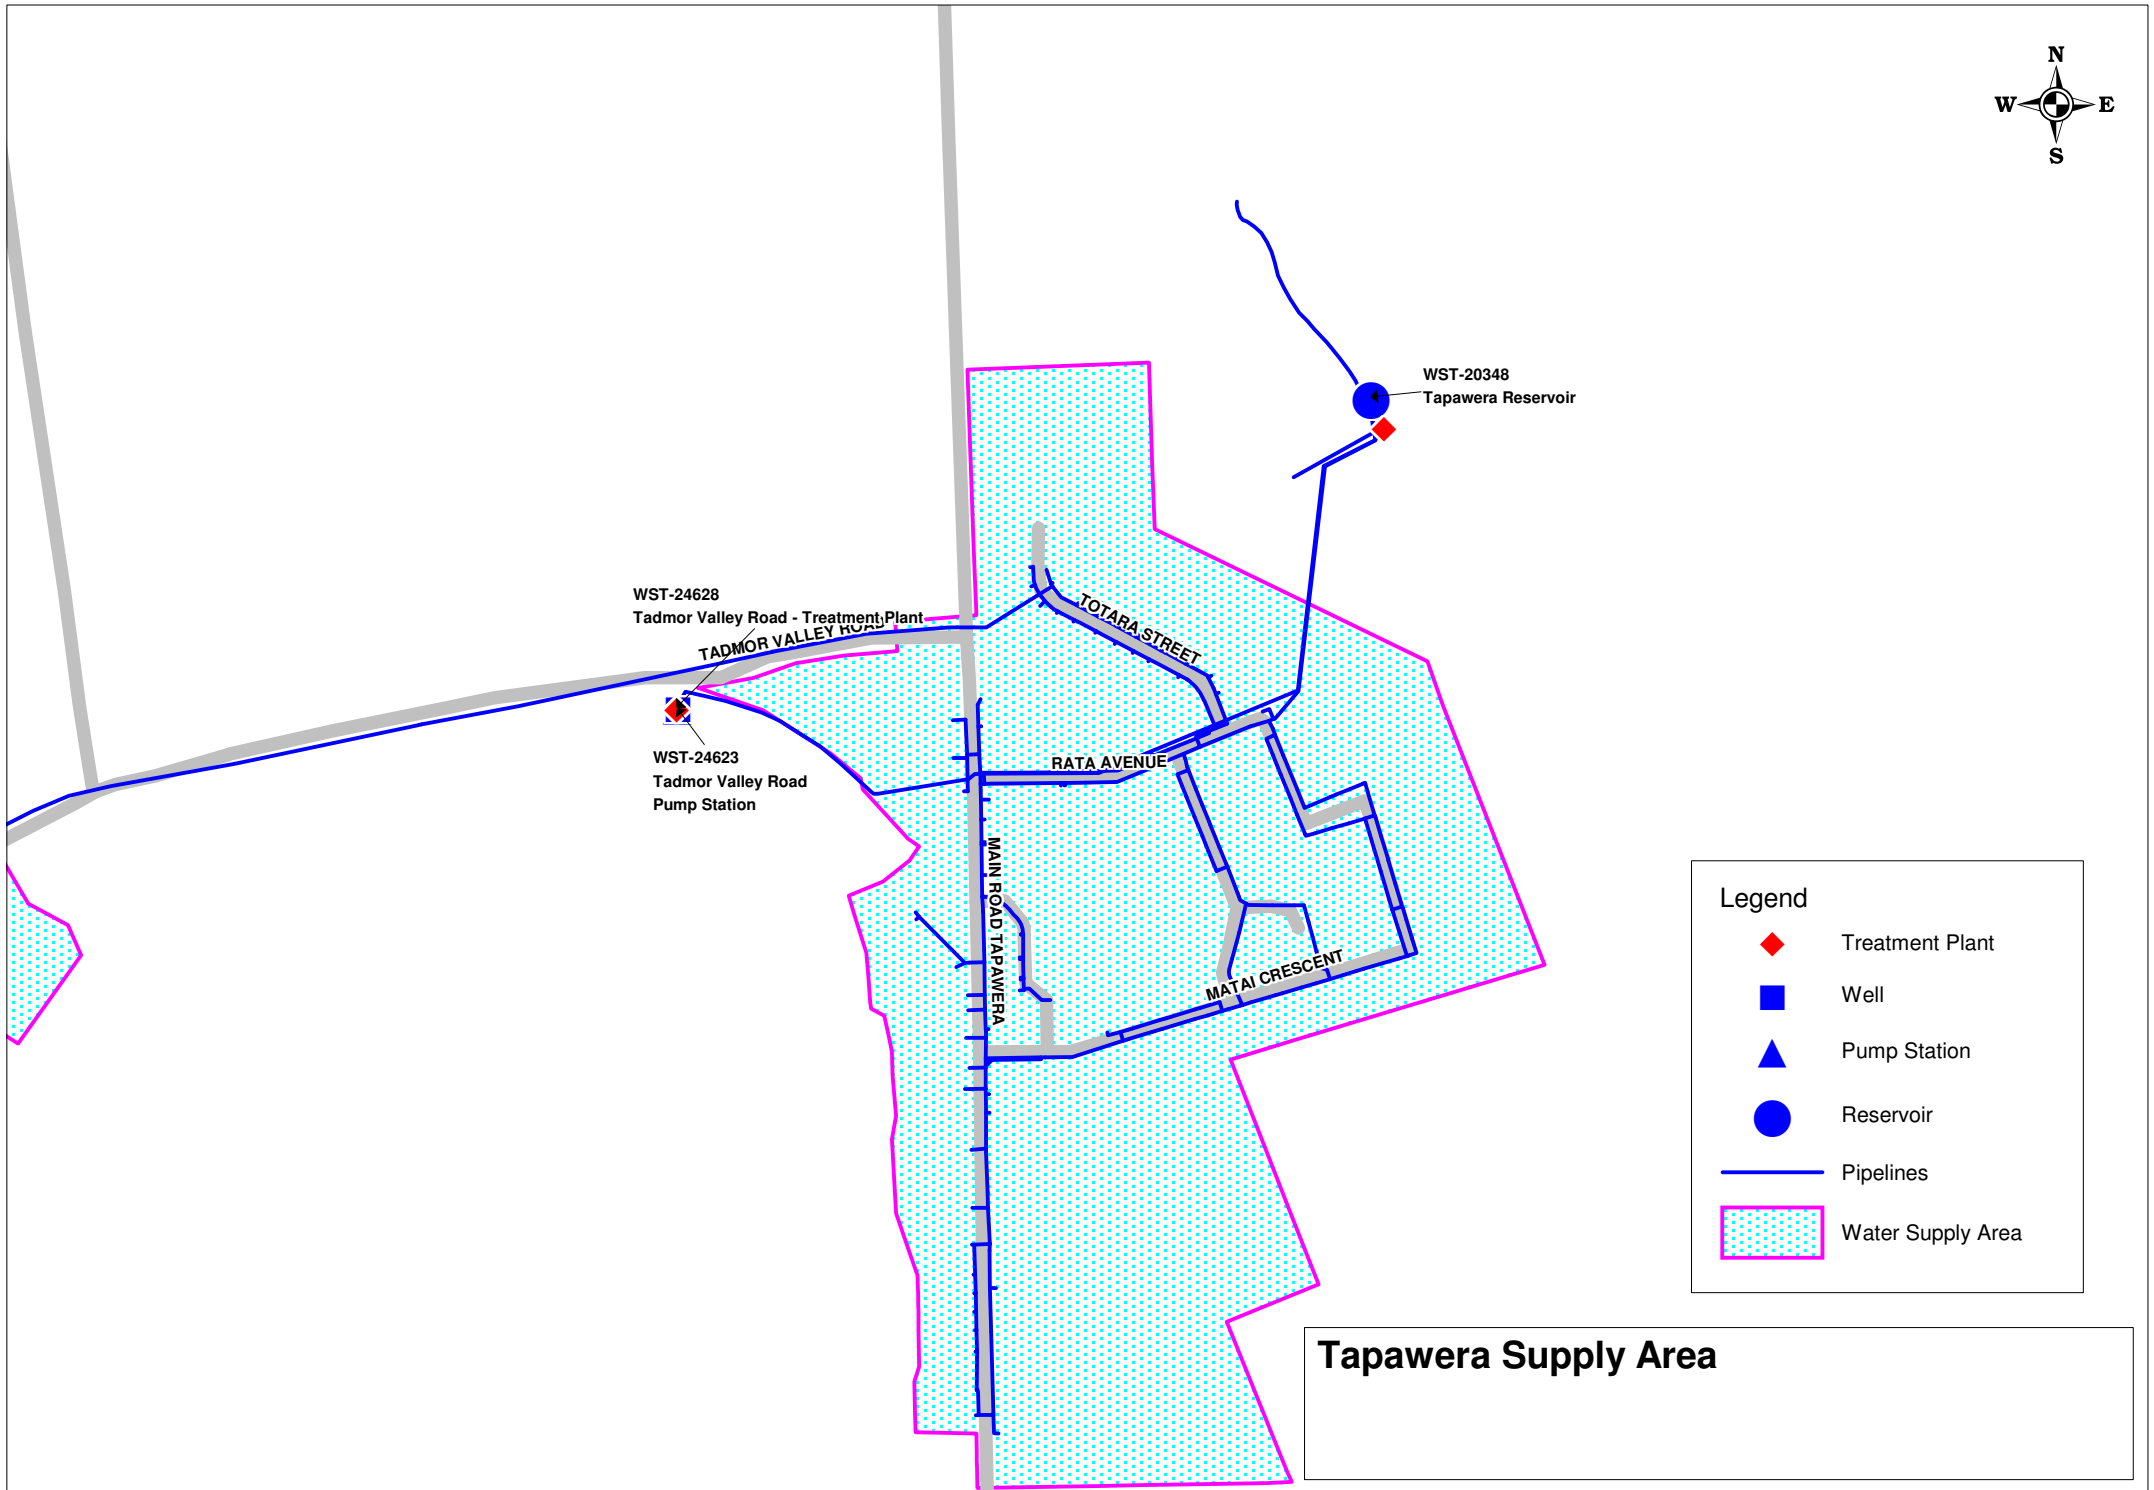 N
W E
S
WST-20348
Tapawera Reservoir
WST-24628
Tadmor Valley Road - Treatment Plant
TADMOR VALLEY ROAD
TOTARA STREET
WST-24623
Tadmor Valley Road
Pump Station
RATA AVENUE
MAIN ROAD TAPAWERA
MATAI CRESCENT
Legend
Treatment Plant
Well
Pump Station
Reservoir
Pipelines
Water Supply Area
Tapawera Supply Area